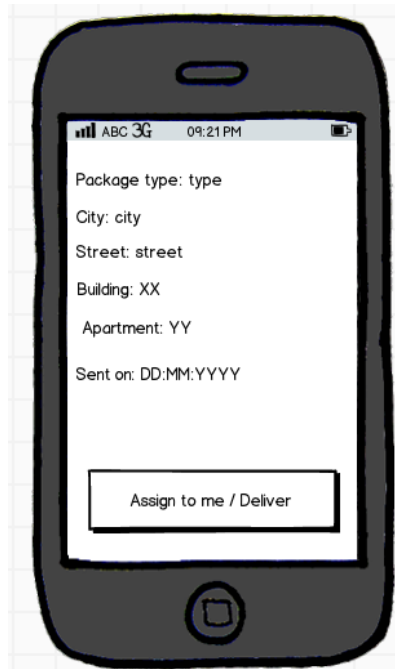 ABC 3G 09:21 PM
Package type: type
City: city
Street: street
Building: XX
Apartment: YY
Sent on: DD:MM:YYYY
Assign to me / Deliver